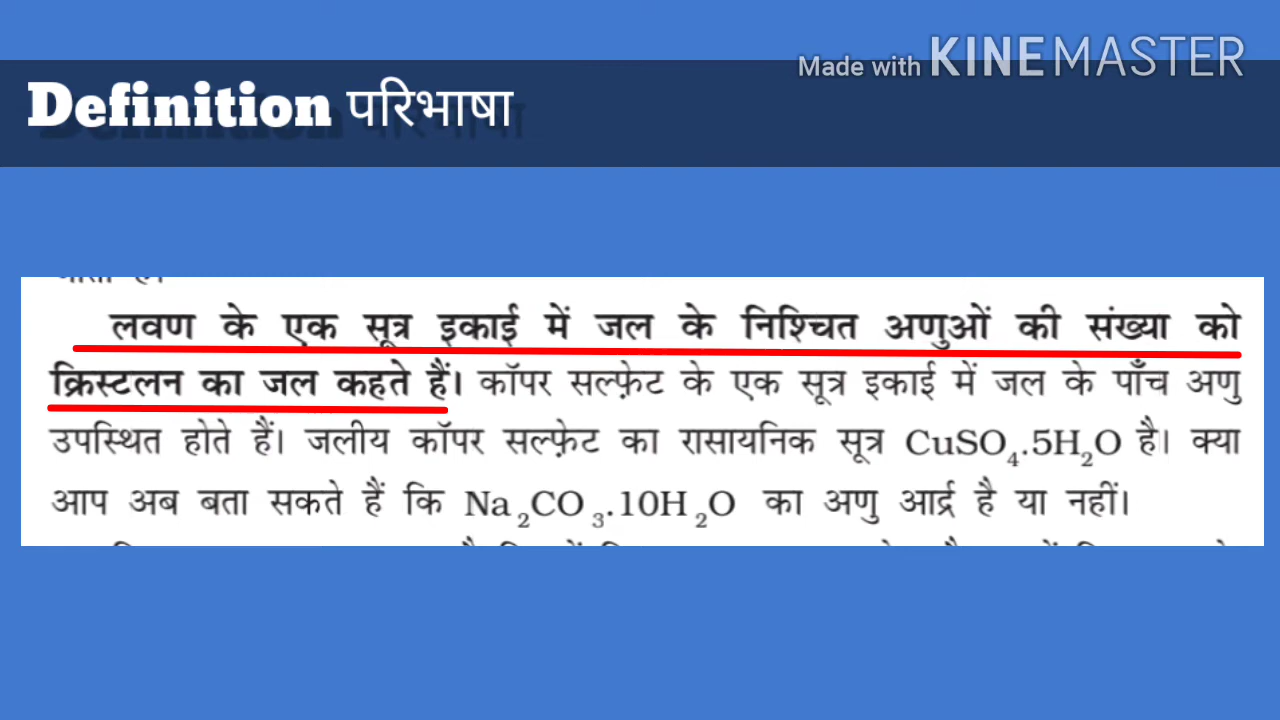 Made with KINEMASTER
Definition परिभाषा
लवण के एक सूत्र इकाई में जल के निश्चित अणुओं की संख्या को
क्रिस्टलन का जल कहते हैं। कॉपर सल्फ़ेट के एक सूत्र इकाई में जल के पाँच अणु
उपस्थित होते हैं। जलीय कॉपर सल्फ़ेट का रासायनिक सूत्र CuSO₄.5H₂O है। क्या
आप अब बता सकते हैं कि Na₂CO₃.10H₂O का अणु आर्द्र है या नहीं।